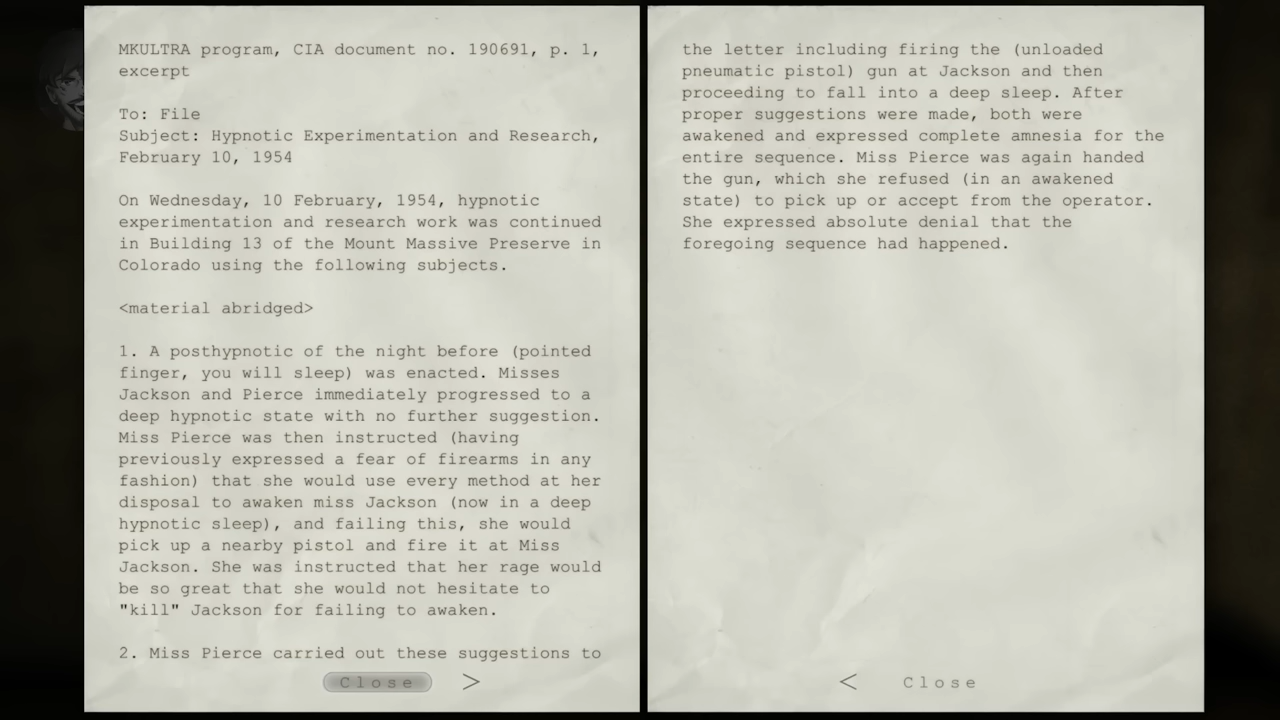 MKULTRA program, CIA document no. 190691, p. 1,
excerpt
To: File
Subject: Hypnotic Experimentation and Research,
February 10, 1954
On Wednesday, 10 February, 1954, hypnotic
experimentation and research work was continued
in Building 13 of the Mount Massive Preserve in
Colorado using the following subjects.
<material abridged>
1. A posthypnotic of the night before (pointed
finger, you will sleep) was enacted. Misses
Jackson and Pierce immediately progressed to a
deep hypnotic state with no further suggestion.
Miss Pierce was then instructed (having
previously expressed a fear of firearms in any
fashion) that she would use every method at her
disposal to awaken miss Jackson (now in a deep
hypnotic sleep), and failing this, she would
pick up a nearby pistol and fire it at Miss
Jackson. She was instructed that her rage would
be so great that she would not hesitate to
"kill" Jackson for failing to awaken.
2. Miss Pierce carried out these suggestions to
Close >
the letter including firing the (unloaded
pneumatic pistol) gun at Jackson and then
proceeding to fall into a deep sleep. After
proper suggestions were made, both were
awakened and expressed complete amnesia for the
entire sequence. Miss Pierce was again handed
the gun, which she refused (in an awakened
state) to pick up or accept from the operator.
She expressed absolute denial that the
foregoing sequence had happened.
< Close